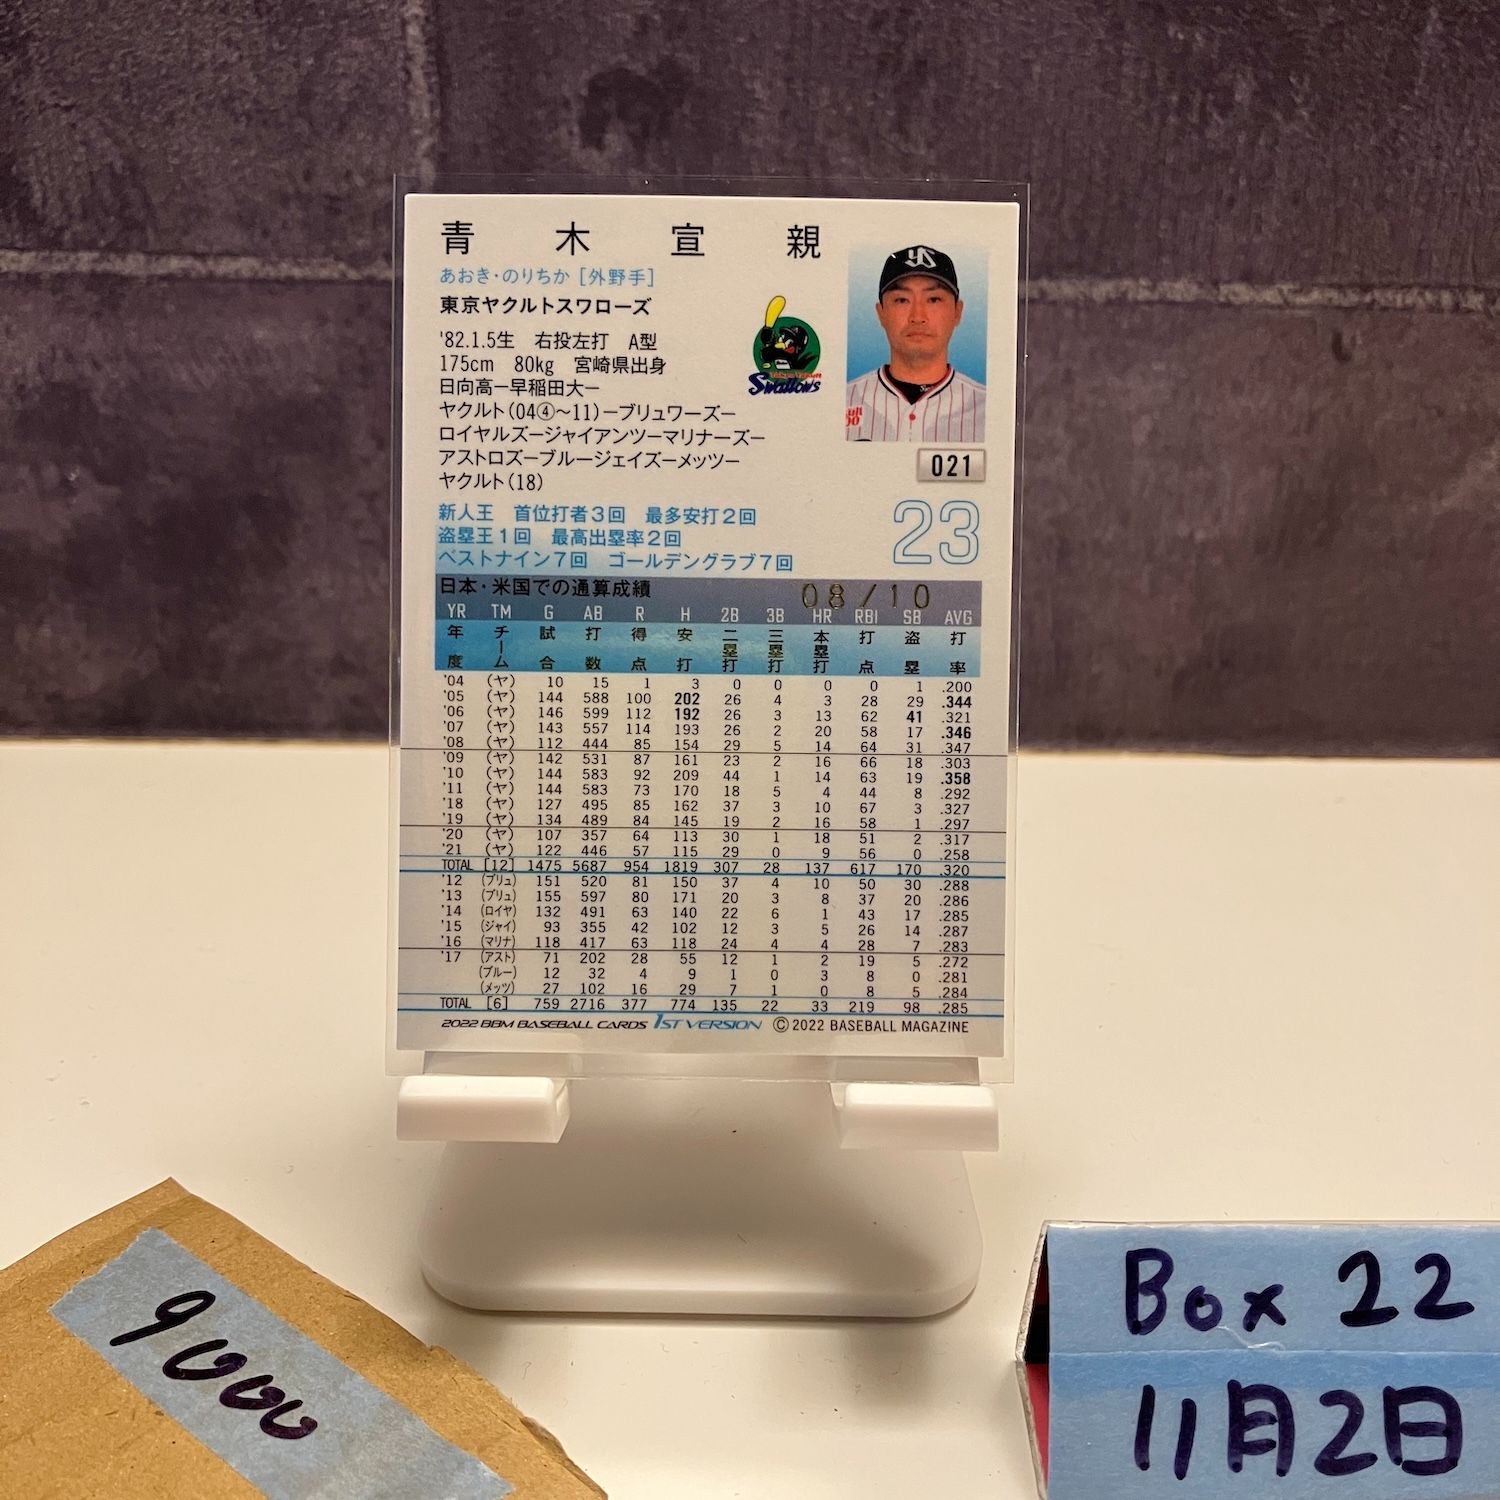 青木宣親
あおき・のりちか [外野手]
東京ヤクルトスワローズ
'82.1.5生 右投左打 A型
175cm 80kg 宮崎県出身
日向高ー早稲田大ー
ヤクルト(04④〜11)ーブリュワーズー
ロイヤルズージャイアンツーマリナーズー
アストロズーブルージェイズーメッツー
ヤクルト(18)
Tokyo Yakult
Swallows
021
新人王 首位打者3回 最多安打2回
盗塁王1回 最高出塁率2回
ベストナイン7回 ゴールデングラブ7回
23
日本・米国での通算成績
08/10
YR TM G AB R H 2B 3B HR RBI SB AVG
年度 チーム 試合 打数 得点 安打 二塁打 三塁打 本塁打 打点 盗塁 打率
'04 (ヤ) 10 15 1 3 0 0 0 0 1 .200
'05 (ヤ) 144 588 100 202 26 4 3 28 29 .344
'06 (ヤ) 146 599 112 192 26 3 13 62 41 .321
'07 (ヤ) 143 557 114 193 26 2 20 58 17 .346
'08 (ヤ) 112 444 85 154 29 5 14 64 31 .347
'09 (ヤ) 142 531 87 161 23 2 16 66 18 .303
'10 (ヤ) 144 583 92 209 44 1 14 63 19 .358
'11 (ヤ) 144 583 73 170 18 5 4 44 8 .292
'18 (ヤ) 127 495 85 162 37 3 10 67 3 .327
'19 (ヤ) 134 489 84 145 19 2 16 58 1 .297
'20 (ヤ) 107 357 64 113 30 1 18 51 2 .317
'21 (ヤ) 122 446 57 115 29 0 9 56 0 .258
TOTAL [12] 1475 5687 954 1819 307 28 137 617 170 .320
'12 (ブリュ) 151 520 81 150 37 4 10 50 30 .288
'13 (ブリュ) 155 597 80 171 20 3 8 37 20 .286
'14 (ロイヤ) 132 491 63 140 22 6 1 43 17 .285
'15 (ジャイ) 93 355 42 102 12 3 5 26 14 .287
'16 (マリナ) 118 417 63 118 24 4 4 28 7 .283
'17 (アスト) 71 202 28 55 12 1 2 19 5 .272
(ブルー) 12 32 4 9 1 0 3 8 0 .281
(メッツ) 27 102 16 29 7 1 0 8 5 .284
TOTAL [6] 759 2716 377 774 135 22 33 219 98 .285
2022 BBM BASEBALL CARDS 1ST VERSION Ⓒ2022 BASEBALL MAGAZINE
9000
Box 22
11月2日